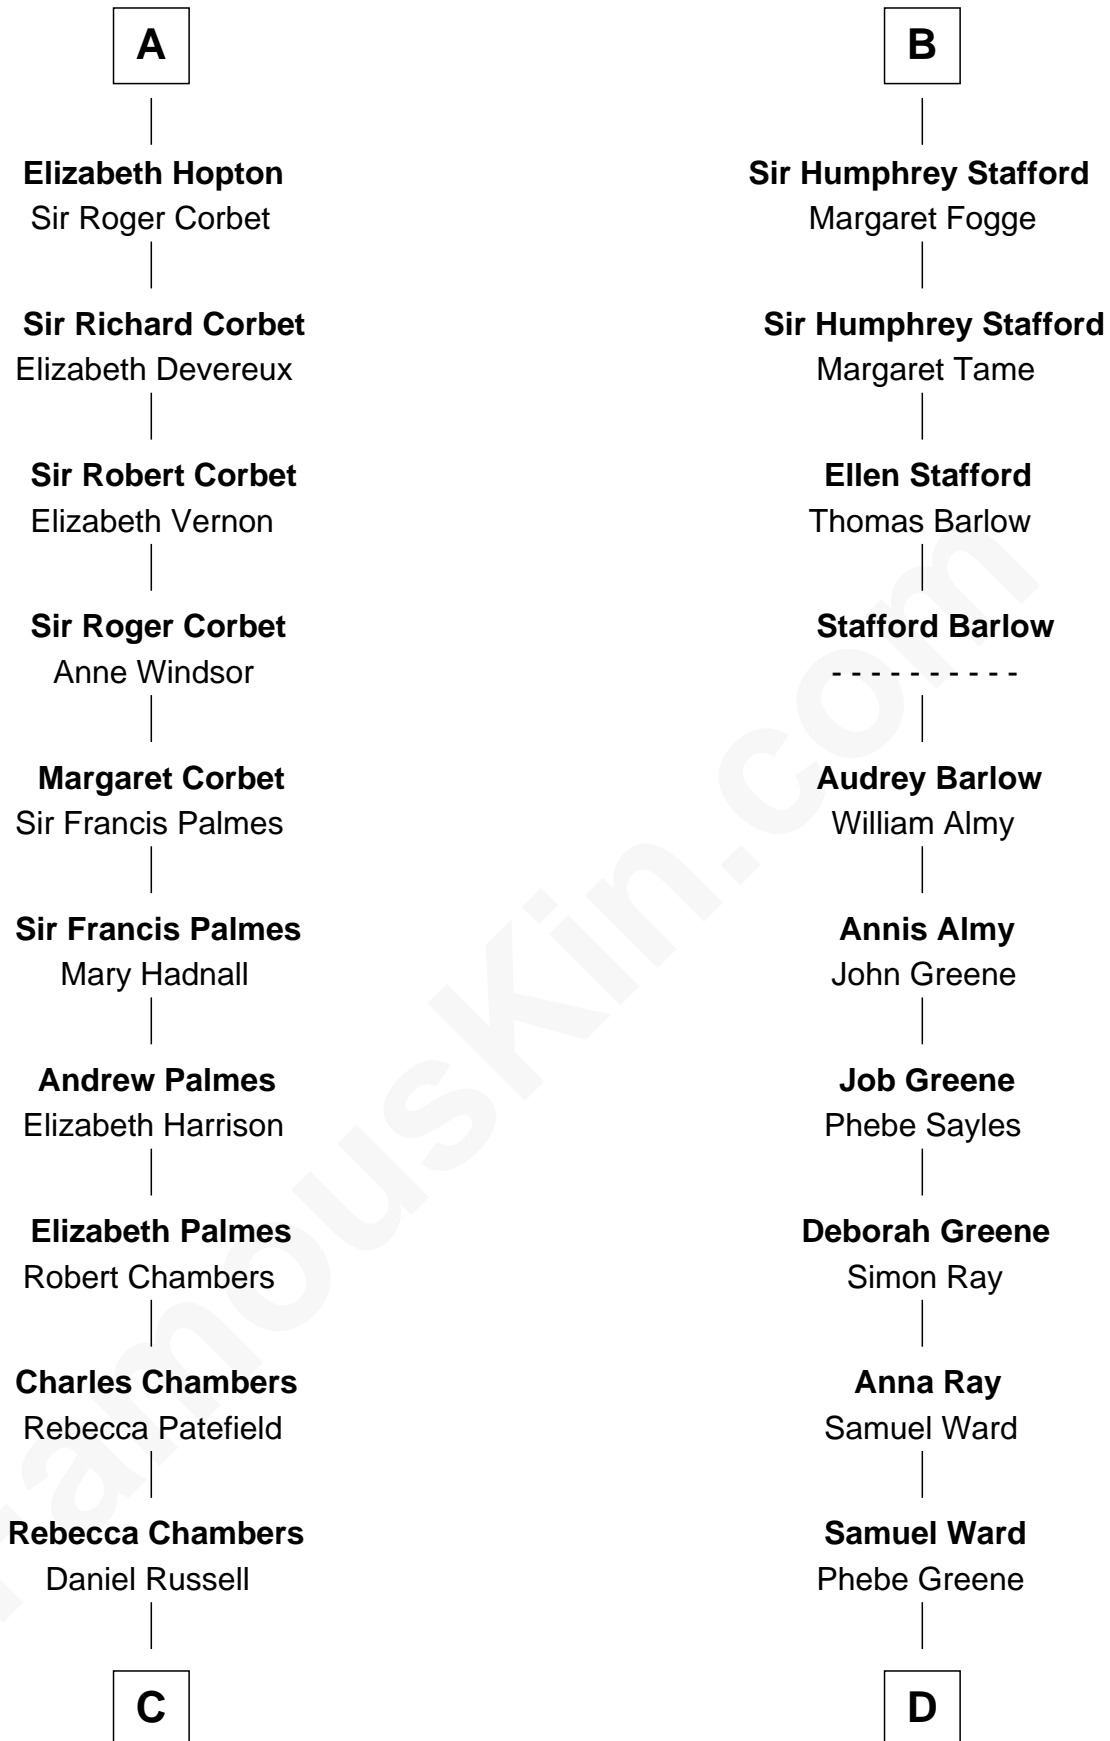 A
Elizabeth Hopton
Sir Roger Corbet
Sir Richard Corbet
Elizabeth Devereux
Sir Robert Corbet
Elizabeth Vernon
Sir Roger Corbet
Anne Windsor
Margaret Corbet
Sir Francis Palmes
Sir Francis Palmes
Mary Hadnall
Andrew Palmes
Elizabeth Harrison
Elizabeth Palmes
Robert Chambers
Charles Chambers
Rebecca Patefield
Rebecca Chambers
Daniel Russell
C
B
Sir Humphrey Stafford
Margaret Fogge
Sir Humphrey Stafford
Margaret Tame
Ellen Stafford
Thomas Barlow
Stafford Barlow
- - - - - - - - - -
Audrey Barlow
William Almy
Annis Almy
John Greene
Job Greene
Phebe Sayles
Deborah Greene
Simon Ray
Anna Ray
Samuel Ward
Samuel Ward
Phebe Greene
D
FamousKin.com